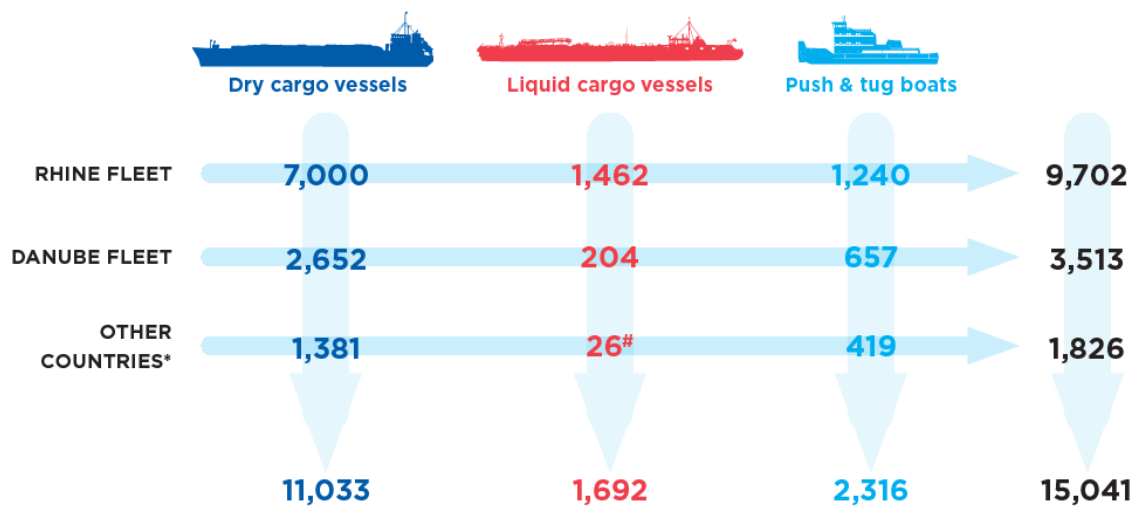 Dry cargo vessels
Liquid cargo vessels
Push & tug boats
RHINE FLEET
7,000
1,462
1,240
9,702
DANUBE FLEET
2,652
204
657
3,513
OTHER
COUNTRIES*
1,381
26#
419
1,826
11,033
1,692
2,316
15,041